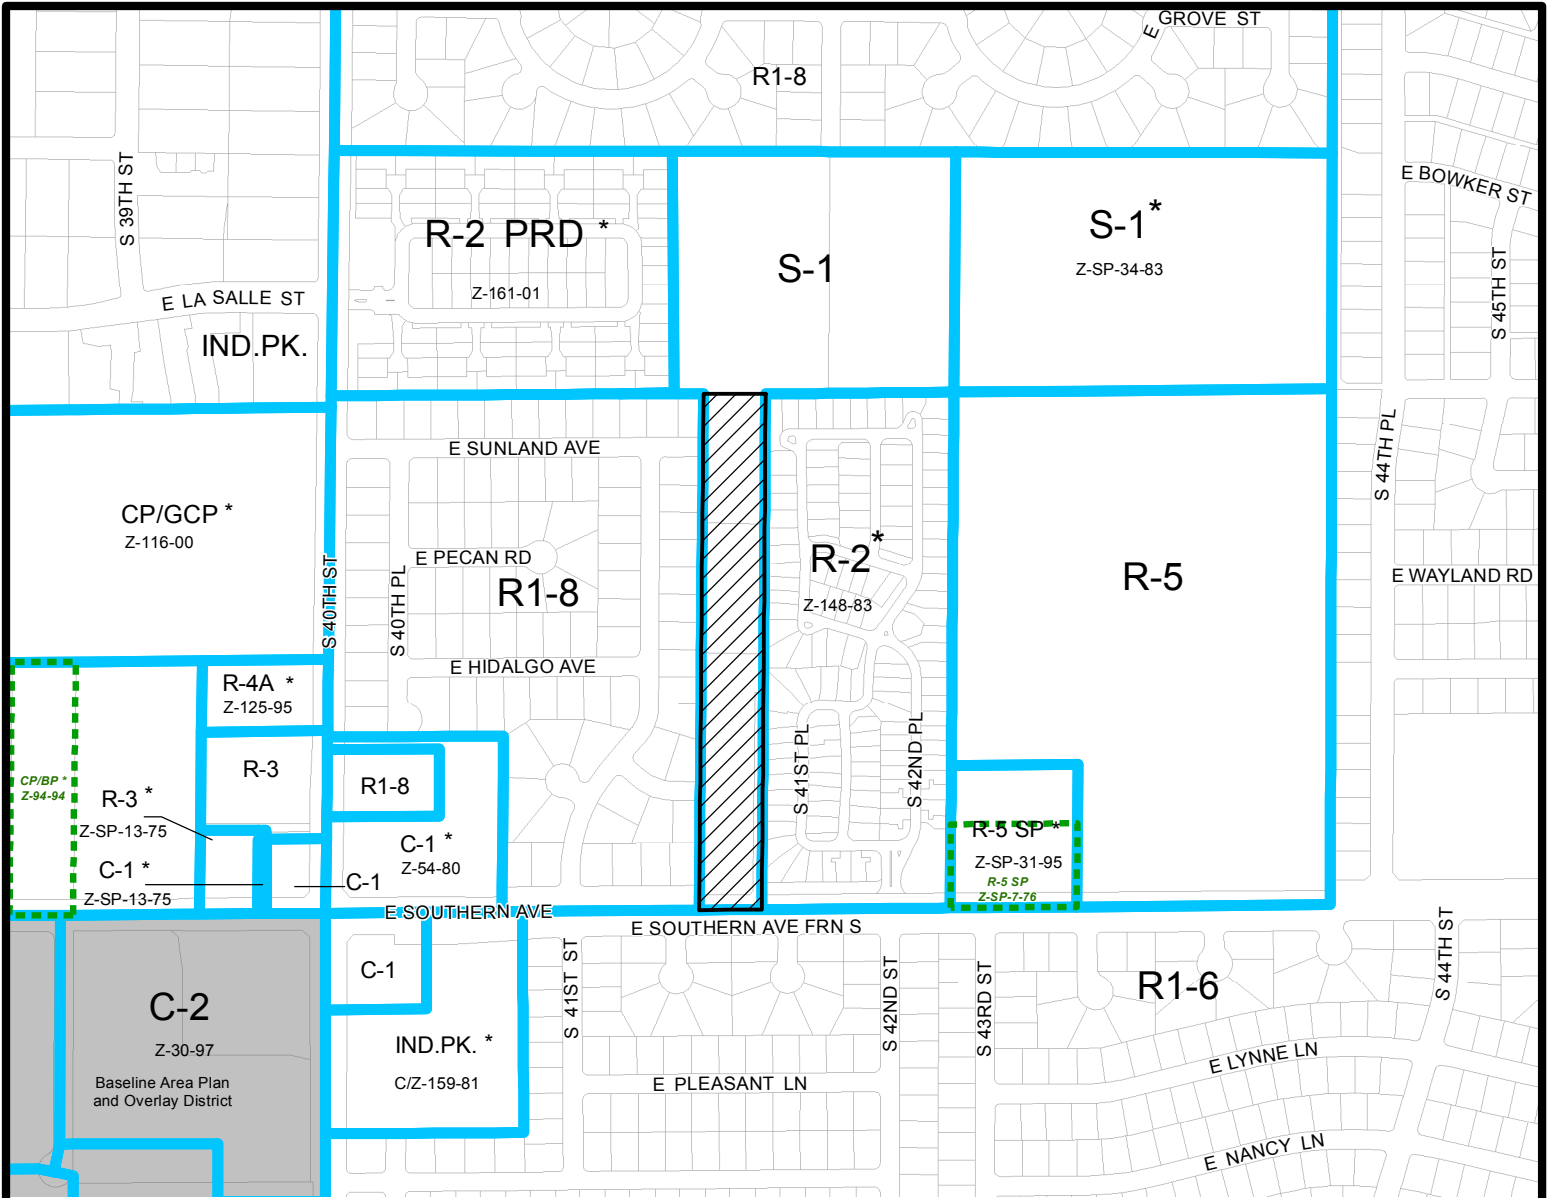 E GROVE ST
R1-8
S 39TH ST
E BOWKER ST
R-2 PRD *
Z-161-01
S-1
S-1*
Z-SP-34-83
S 45TH ST
E LA SALLE ST
IND.PK.
E SUNLAND AVE
S 44TH PL
CP/GCP *
Z-116-00
S 40TH ST
S 40TH PL
E PECAN RD
R1-8
R-2*
Z-148-83
R-5
E WAYLAND RD
E HIDALGO AVE
R-4A *
Z-125-95
R-3
R1-8
CP/BP *
Z-94-94
R-3 *
Z-SP-13-75
C-1 *
Z-SP-13-75
C-1
C-1 *
Z-54-80
S 41ST PL
S 42ND PL
R-5 SP *
Z-SP-31-95
R-5 SP
Z-SP-7-76
E SOUTHERN AVE
E SOUTHERN AVE FRN S
C-1
S 41ST ST
S 42ND ST
S 43RD ST
R1-6
S 44TH ST
C-2
Z-30-97
Baseline Area Plan
and Overlay District
IND.PK. *
C/Z-159-81
E PLEASANT LN
E LYNNE LN
E NANCY LN